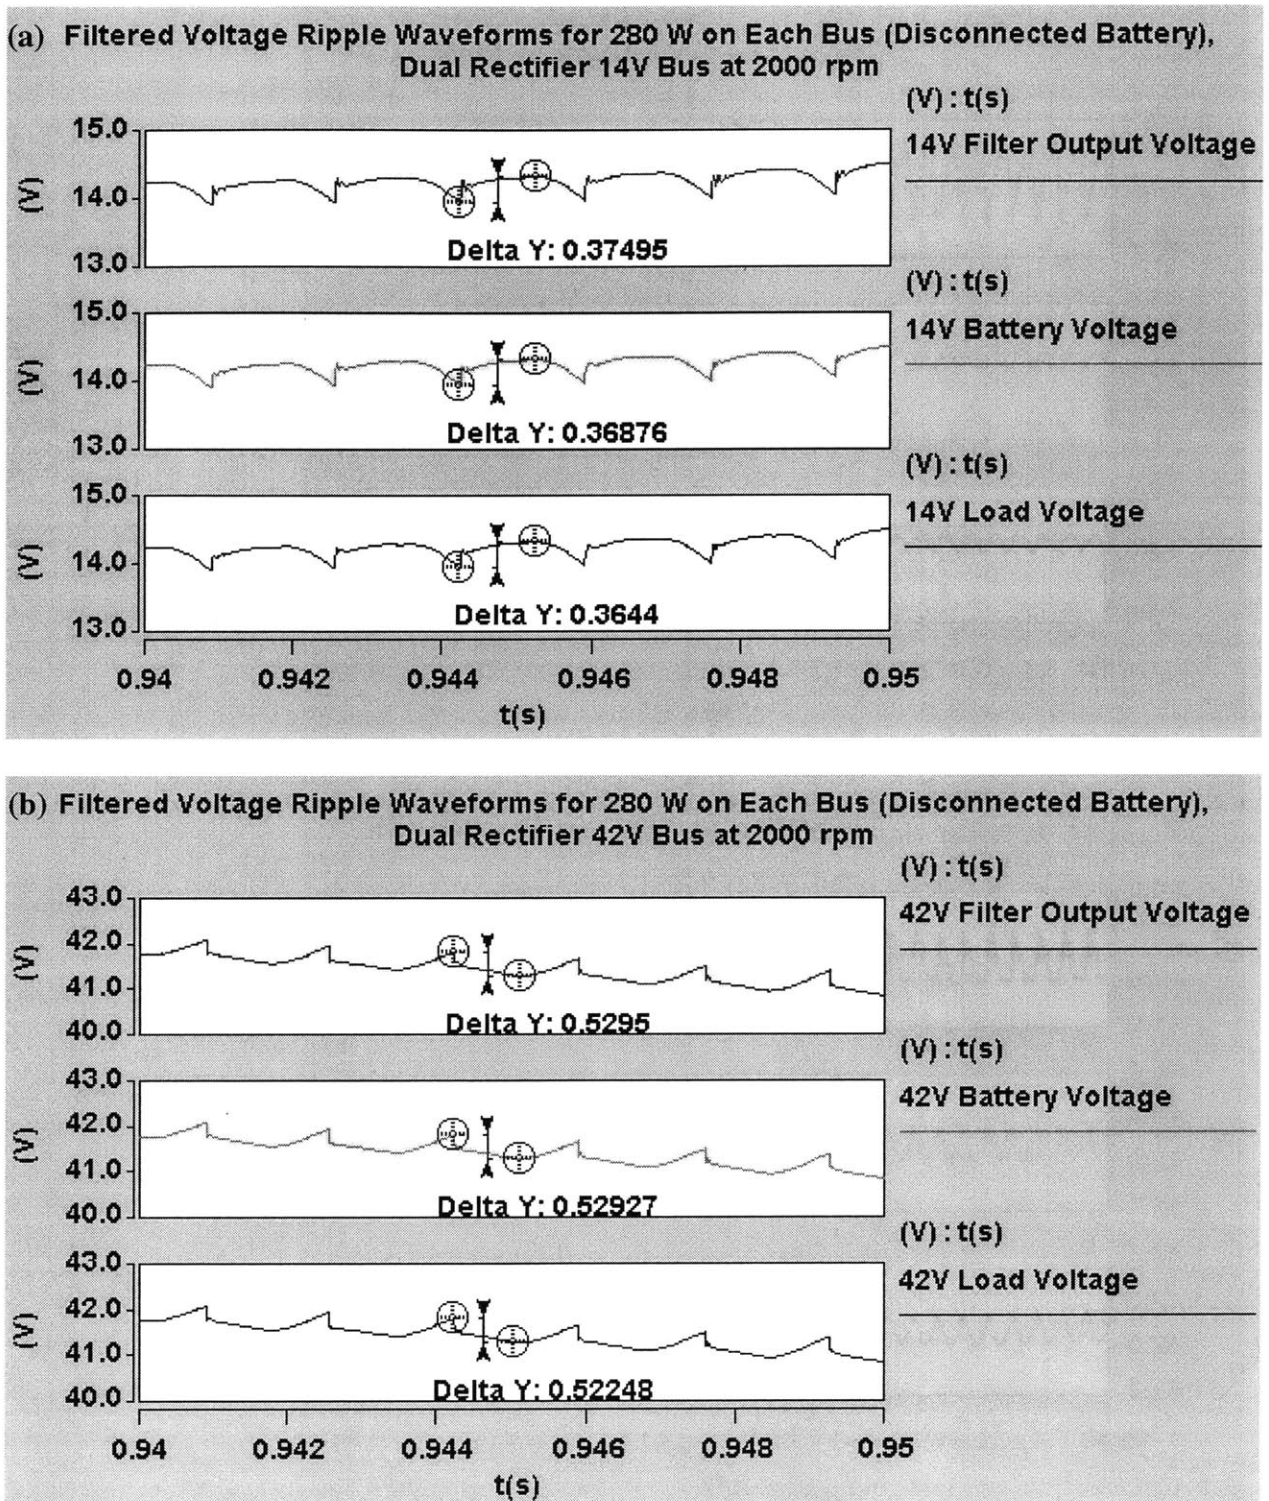 (a) Filtered Voltage Ripple Waveforms for 280 W on Each Bus (Disconnected Battery),
Dual Rectifier 14V Bus at 2000 rpm
(V) : t(s)
14V Filter Output Voltage
15.0
14.0
13.0
(V)
Delta Y: 0.37495
(V) : t(s)
14V Battery Voltage
15.0
14.0
13.0
(V)
Delta Y: 0.36876
(V) : t(s)
14V Load Voltage
15.0
14.0
13.0
(V)
Delta Y: 0.3644
0.94 0.942 0.944 0.946 0.948 0.95
t(s)
(b) Filtered Voltage Ripple Waveforms for 280 W on Each Bus (Disconnected Battery),
Dual Rectifier 42V Bus at 2000 rpm
(V) : t(s)
42V Filter Output Voltage
43.0
42.0
41.0
40.0
(V)
Delta Y: 0.5295
(V) : t(s)
42V Battery Voltage
43.0
42.0
41.0
40.0
(V)
Delta Y: 0.52927
(V) : t(s)
42V Load Voltage
43.0
42.0
41.0
40.0
(V)
Delta Y: 0.52248
0.94 0.942 0.944 0.946 0.948 0.95
t(s)